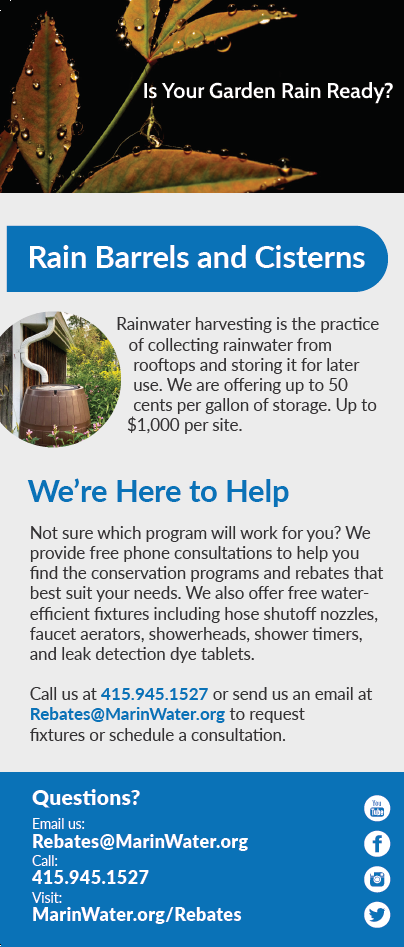 Is Your Garden Rain Ready?
Rain Barrels and Cisterns
Rainwater harvesting is the practice
of collecting rainwater from
rooftops and storing it for later
use. We are offering up to 50
cents per gallon of storage. Up to
$1,000 per site.
We’re Here to Help
Not sure which program will work for you? We
provide free phone consultations to help you
find the conservation programs and rebates that
best suit your needs. We also offer free water-
efficient fixtures including hose shutoff nozzles,
faucet aerators, showerheads, shower timers,
and leak detection dye tablets.
Call us at 415.945.1527 or send us an email at
Rebates@MarinWater.org to request
fixtures or schedule a consultation.
Questions?
Email us:
Rebates@MarinWater.org
Call:
415.945.1527
Visit:
MarinWater.org/Rebates
You
Tube
f